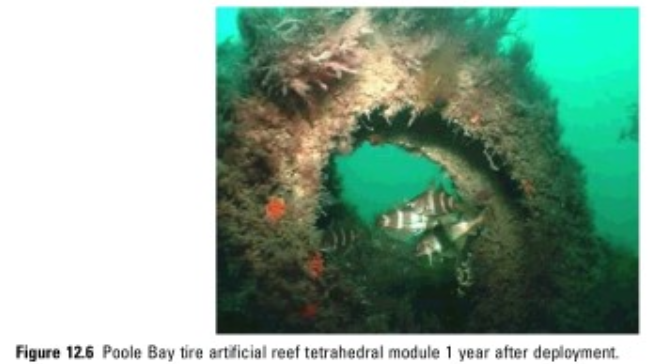 Figure 12.6 Poole Bay tire artificial reef tetrahedral module 1 year after deployment.